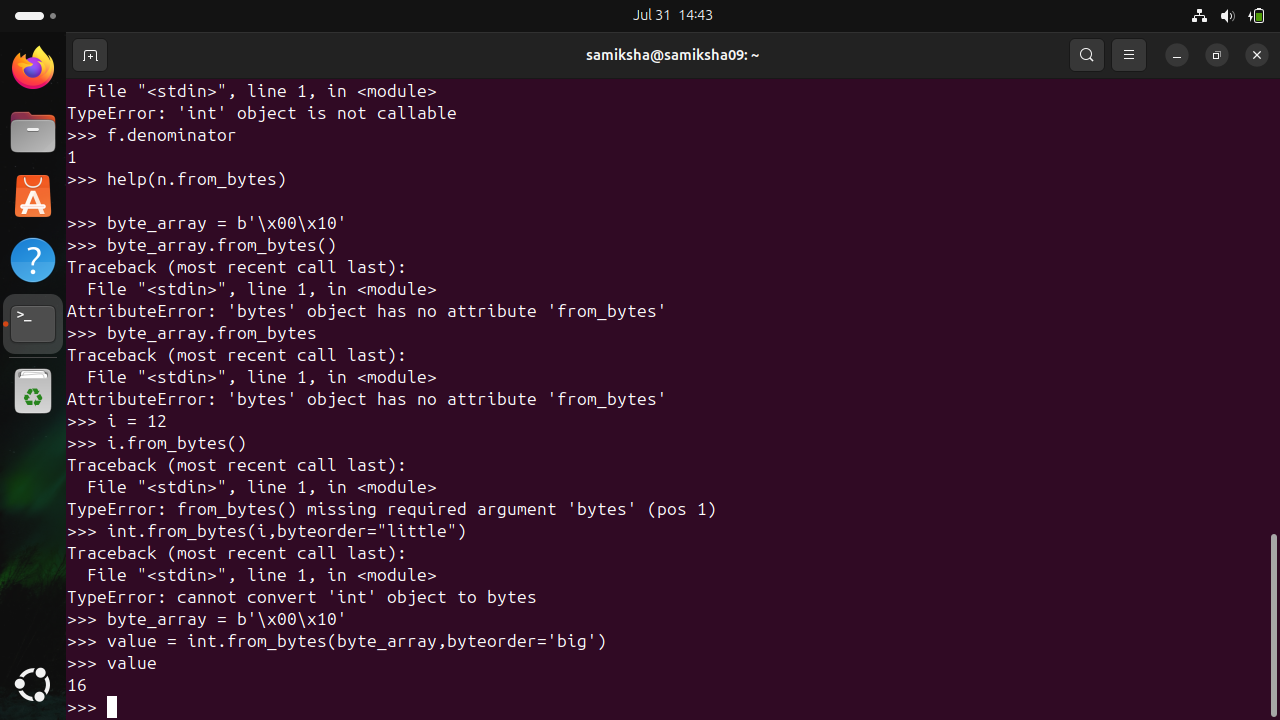 Jul 31 14:43
samiksha@samiksha09: ~
  File "<stdin>", line 1, in <module>
TypeError: 'int' object is not callable
>>> f.denominator
1
>>> help(n.from_bytes)
>>> byte_array = b'\x00\x10'
>>> byte_array.from_bytes()
Traceback (most recent call last):
  File "<stdin>", line 1, in <module>
AttributeError: 'bytes' object has no attribute 'from_bytes'
>>> byte_array.from_bytes
Traceback (most recent call last):
  File "<stdin>", line 1, in <module>
AttributeError: 'bytes' object has no attribute 'from_bytes'
>>> i = 12
>>> i.from_bytes()
Traceback (most recent call last):
  File "<stdin>", line 1, in <module>
TypeError: from_bytes() missing required argument 'bytes' (pos 1)
>>> int.from_bytes(i,byteorder="little")
Traceback (most recent call last):
  File "<stdin>", line 1, in <module>
TypeError: cannot convert 'int' object to bytes
>>> byte_array = b'\x00\x10'
>>> value = int.from_bytes(byte_array,byteorder='big')
>>> value
16
>>>